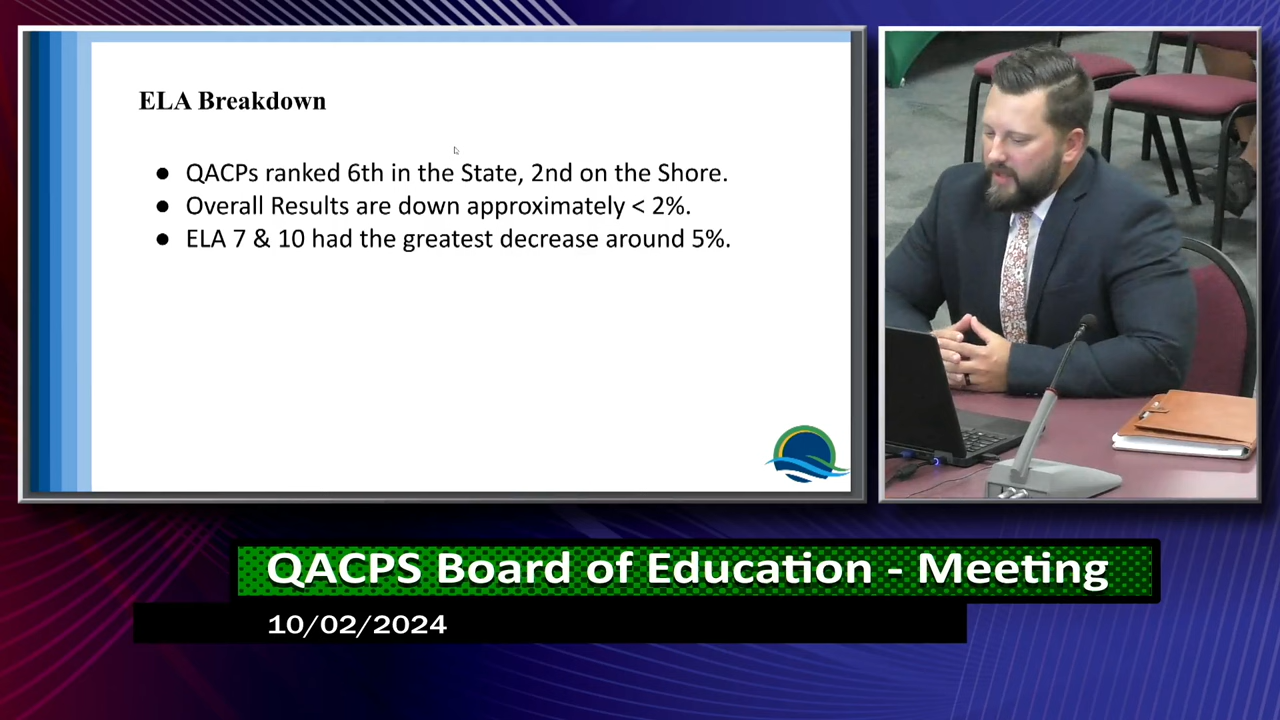 ELA Breakdown
● QACPs ranked 6th in the State, 2nd on the Shore.
● Overall Results are down approximately < 2%.
● ELA 7 & 10 had the greatest decrease around 5%.
QACPS Board of Education - Meeting
10/02/2024